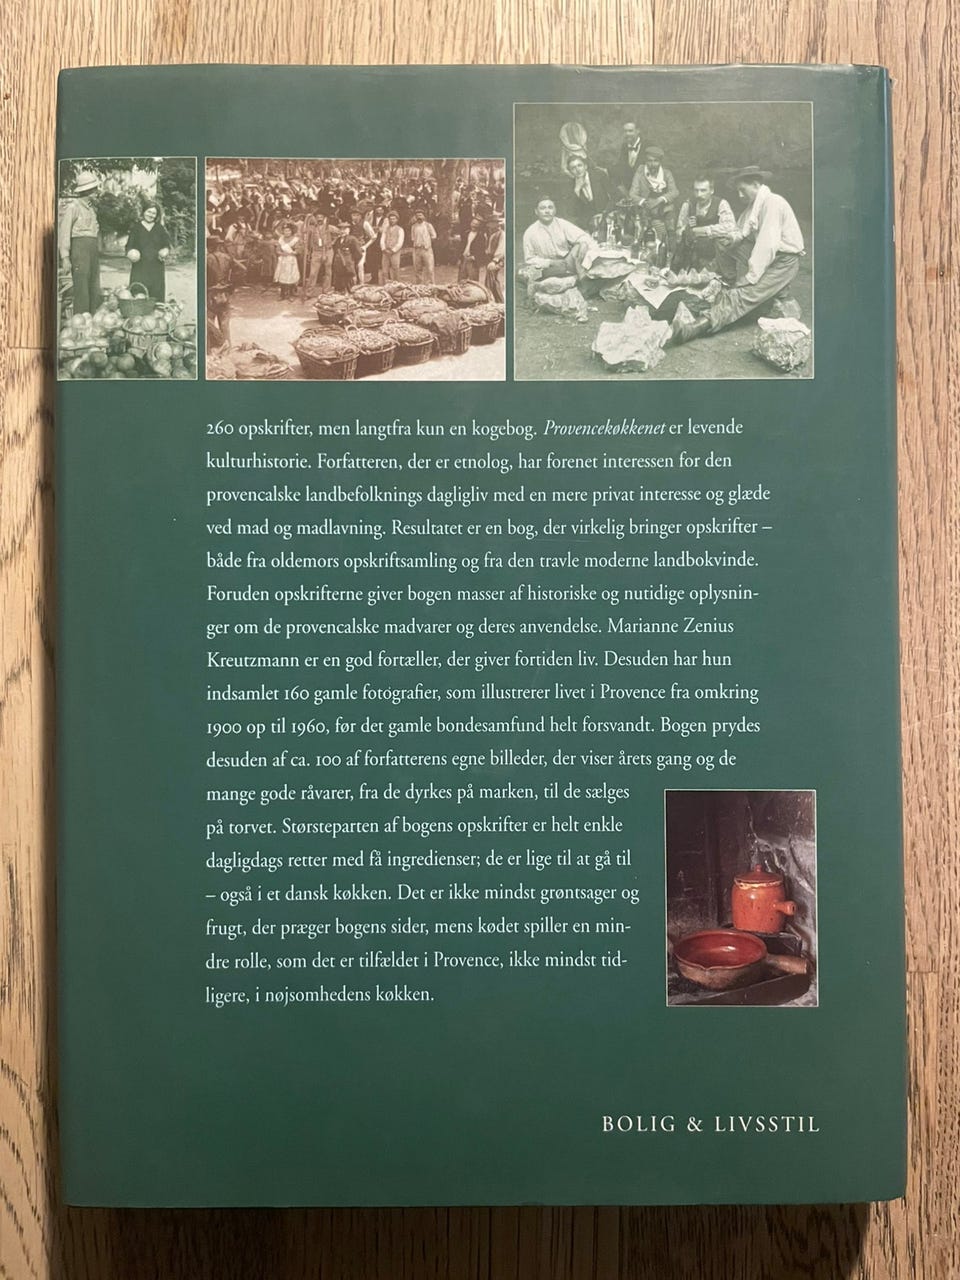 260 opskrifter, men langtfra kun en kogebog. Provencekøkkenet er levende
kulturhistorie. Forfatteren, der er etnolog, har forenet interessen for den
provencalske landbefolknings dagligliv med en mere privat interesse og glæde
ved mad og madlavning. Resultatet er en bog, der virkelig bringer opskrifter –
både fra oldemors opskriftsamling og fra den travle moderne landbokvinde.
Foruden opskrifterne giver bogen masser af historiske og nutidige oplysnin-
ger om de provencalske madvarer og deres anvendelse. Marianne Zenius
Kreutzmann er en god fortæller, der giver fortiden liv. Desuden har hun
indsamlet 160 gamle fotografier, som illustrerer livet i Provence fra omkring
1900 op til 1960, før det gamle bondesamfund helt forsvandt. Bogen prydes
desuden af ca. 100 af forfatterens egne billeder, der viser årets gang og de
mange gode råvarer, fra de dyrkes på marken, til de sælges
på torvet. Størsteparten af bogens opskrifter er helt enkle
dagligdags retter med få ingredienser; de er lige til at gå til
– også i et dansk køkken. Det er ikke mindst grøntsager og
frugt, der præger bogens sider, mens kødet spiller en min-
dre rolle, som det er tilfældet i Provence, ikke mindst tid-
ligere, i nøjsomhedens køkken.
BOLIG & LIVSSTIL